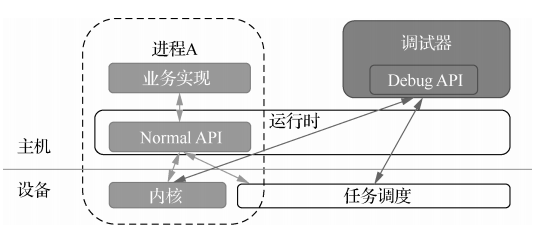 进程A
调试器
业务实现
Debug API
运行时
Normal API
主机
设备
内核
任务调度